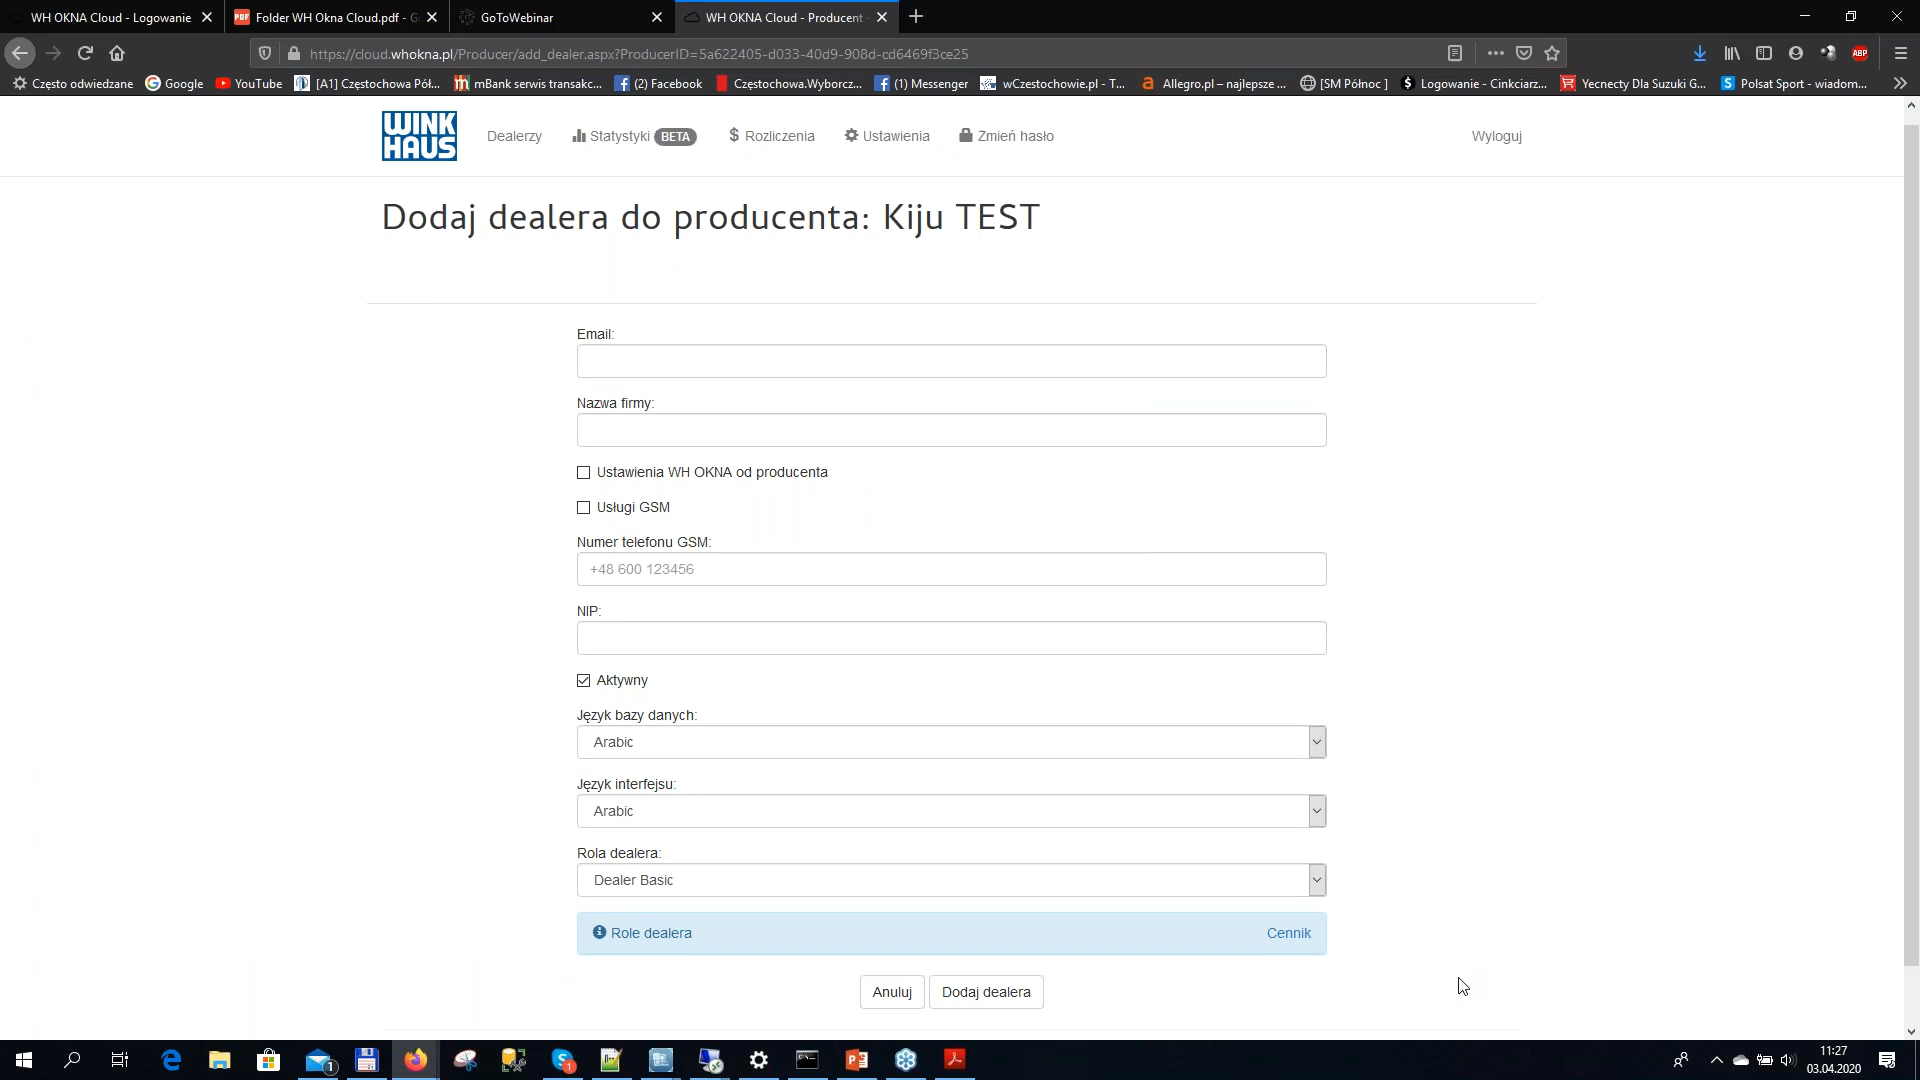 WH OKNA Cloud - Logowanie
Folder WH Okna Cloud.pdf - G
GoToWebinar
WH OKNA Cloud - Producent -
https://cloud.whokna.pl/Producer/add_dealer.aspx?ProducerID=5a622405-d033-40d9-908d-cd6469f3ce25
ABP
Często odwiedzane
Google
YouTube
[A1] Częstochowa Pół...
mBank serwis transakc...
(2) Facebook
Częstochowa.Wyborcz...
(1) Messenger
wCzestochowie.pl - T...
Allegro.pl – najlepsze ...
[SM Północ ]
Logowanie - Cinkciarz...
Yecnecty Dla Suzuki G...
Polsat Sport - wiadom...
WINK
HAUS
Dealerzy
Statystyki BETA
$ Rozliczenia
Ustawienia
Zmień hasło
Wyloguj
Dodaj dealera do producenta: Kiju TEST
Email:
Nazwa firmy:
Ustawienia WH OKNA od producenta
Usługi GSM
Numer telefonu GSM:
+48 600 123456
NIP:
Aktywny
Język bazy danych:
Arabic
Język interfejsu:
Arabic
Rola dealera:
Dealer Basic
Role dealera
Cennik
Anuluj
Dodaj dealera
11:27
03.04.2020